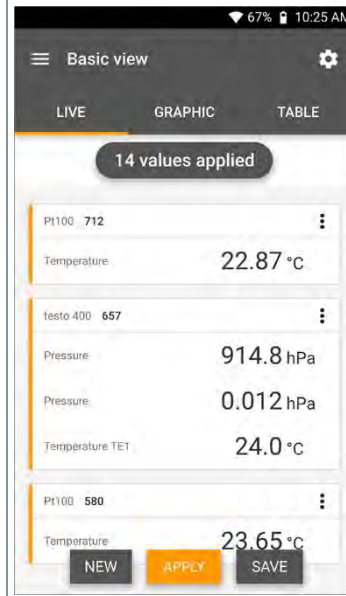 67% 10:25 AM
Basic view
LIVE GRAPHIC TABLE
14 values applied
Pt100 712
Temperature 22.87 °C
testo 400 657
Pressure 914.8 hPa
Pressure 0.012 hPa
Temperature TE1 24.0 °C
Pt100 580
Temperature 23.65 °C
NEW APPLY SAVE